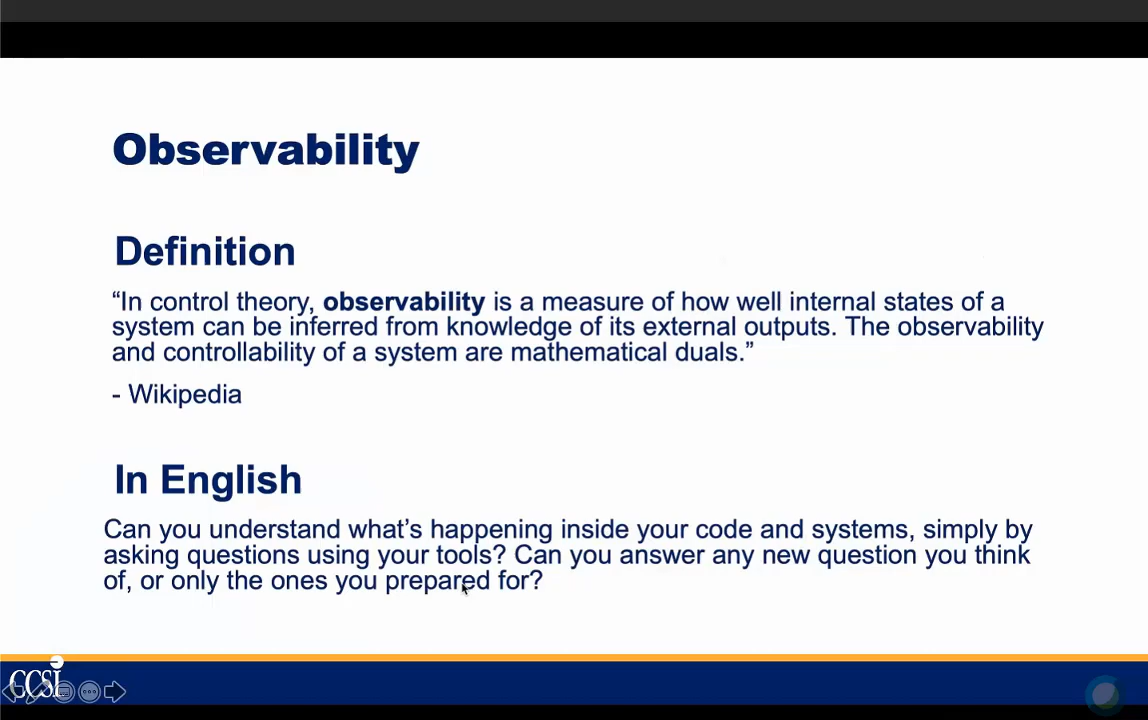 Observability
Definition
“In control theory, observability is a measure of how well internal states of a
system can be inferred from knowledge of its external outputs. The observability
and controllability of a system are mathematical duals.”
- Wikipedia
In English
Can you understand what’s happening inside your code and systems, simply by
asking questions using your tools? Can you answer any new question you think
of, or only the ones you prepared for?
CCSI